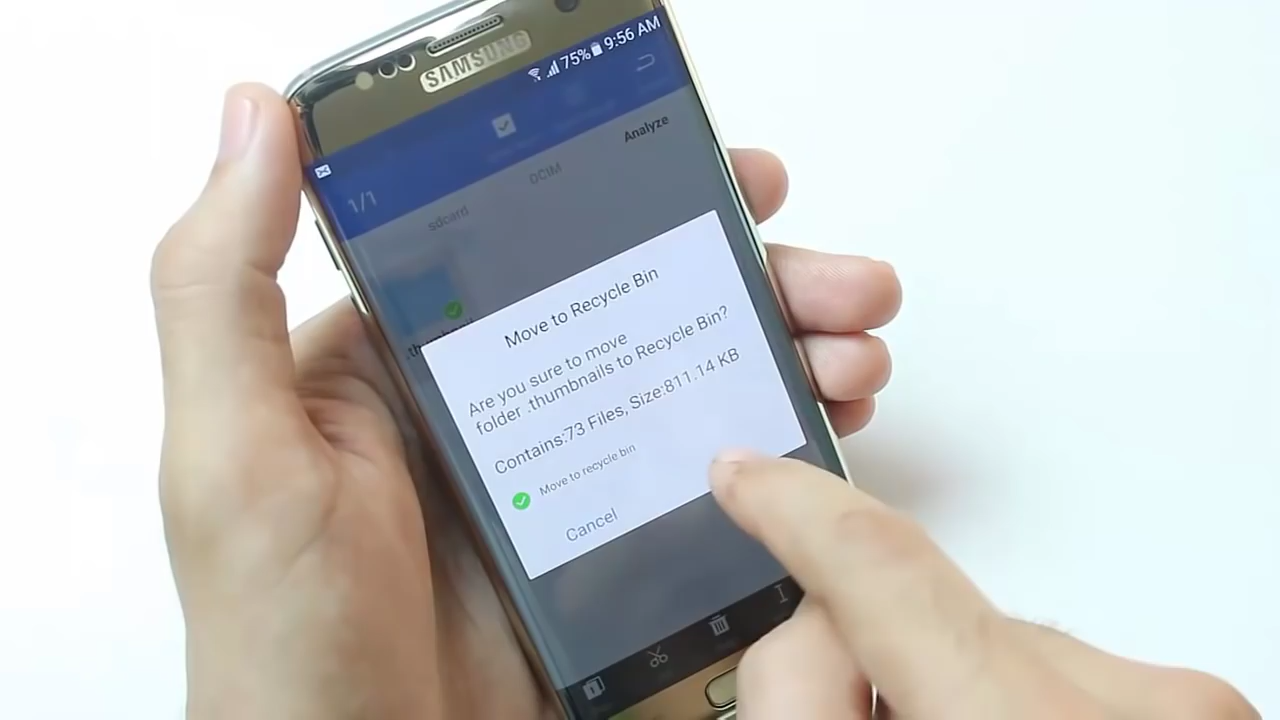 SAMSUNG
75% 9:56 AM
1/1
Analyze
sdcard
DCIM
Move to Recycle Bin
Are you sure to move
folder .thumbnails to Recycle Bin?
Contains:73 Files, Size:811.14 KB
Move to recycle bin
Cancel